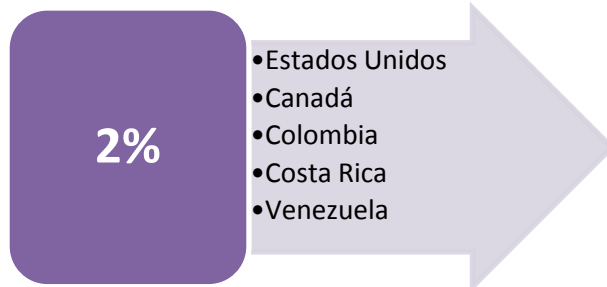 2%
•Estados Unidos
•Canadá
•Colombia
•Costa Rica
•Venezuela